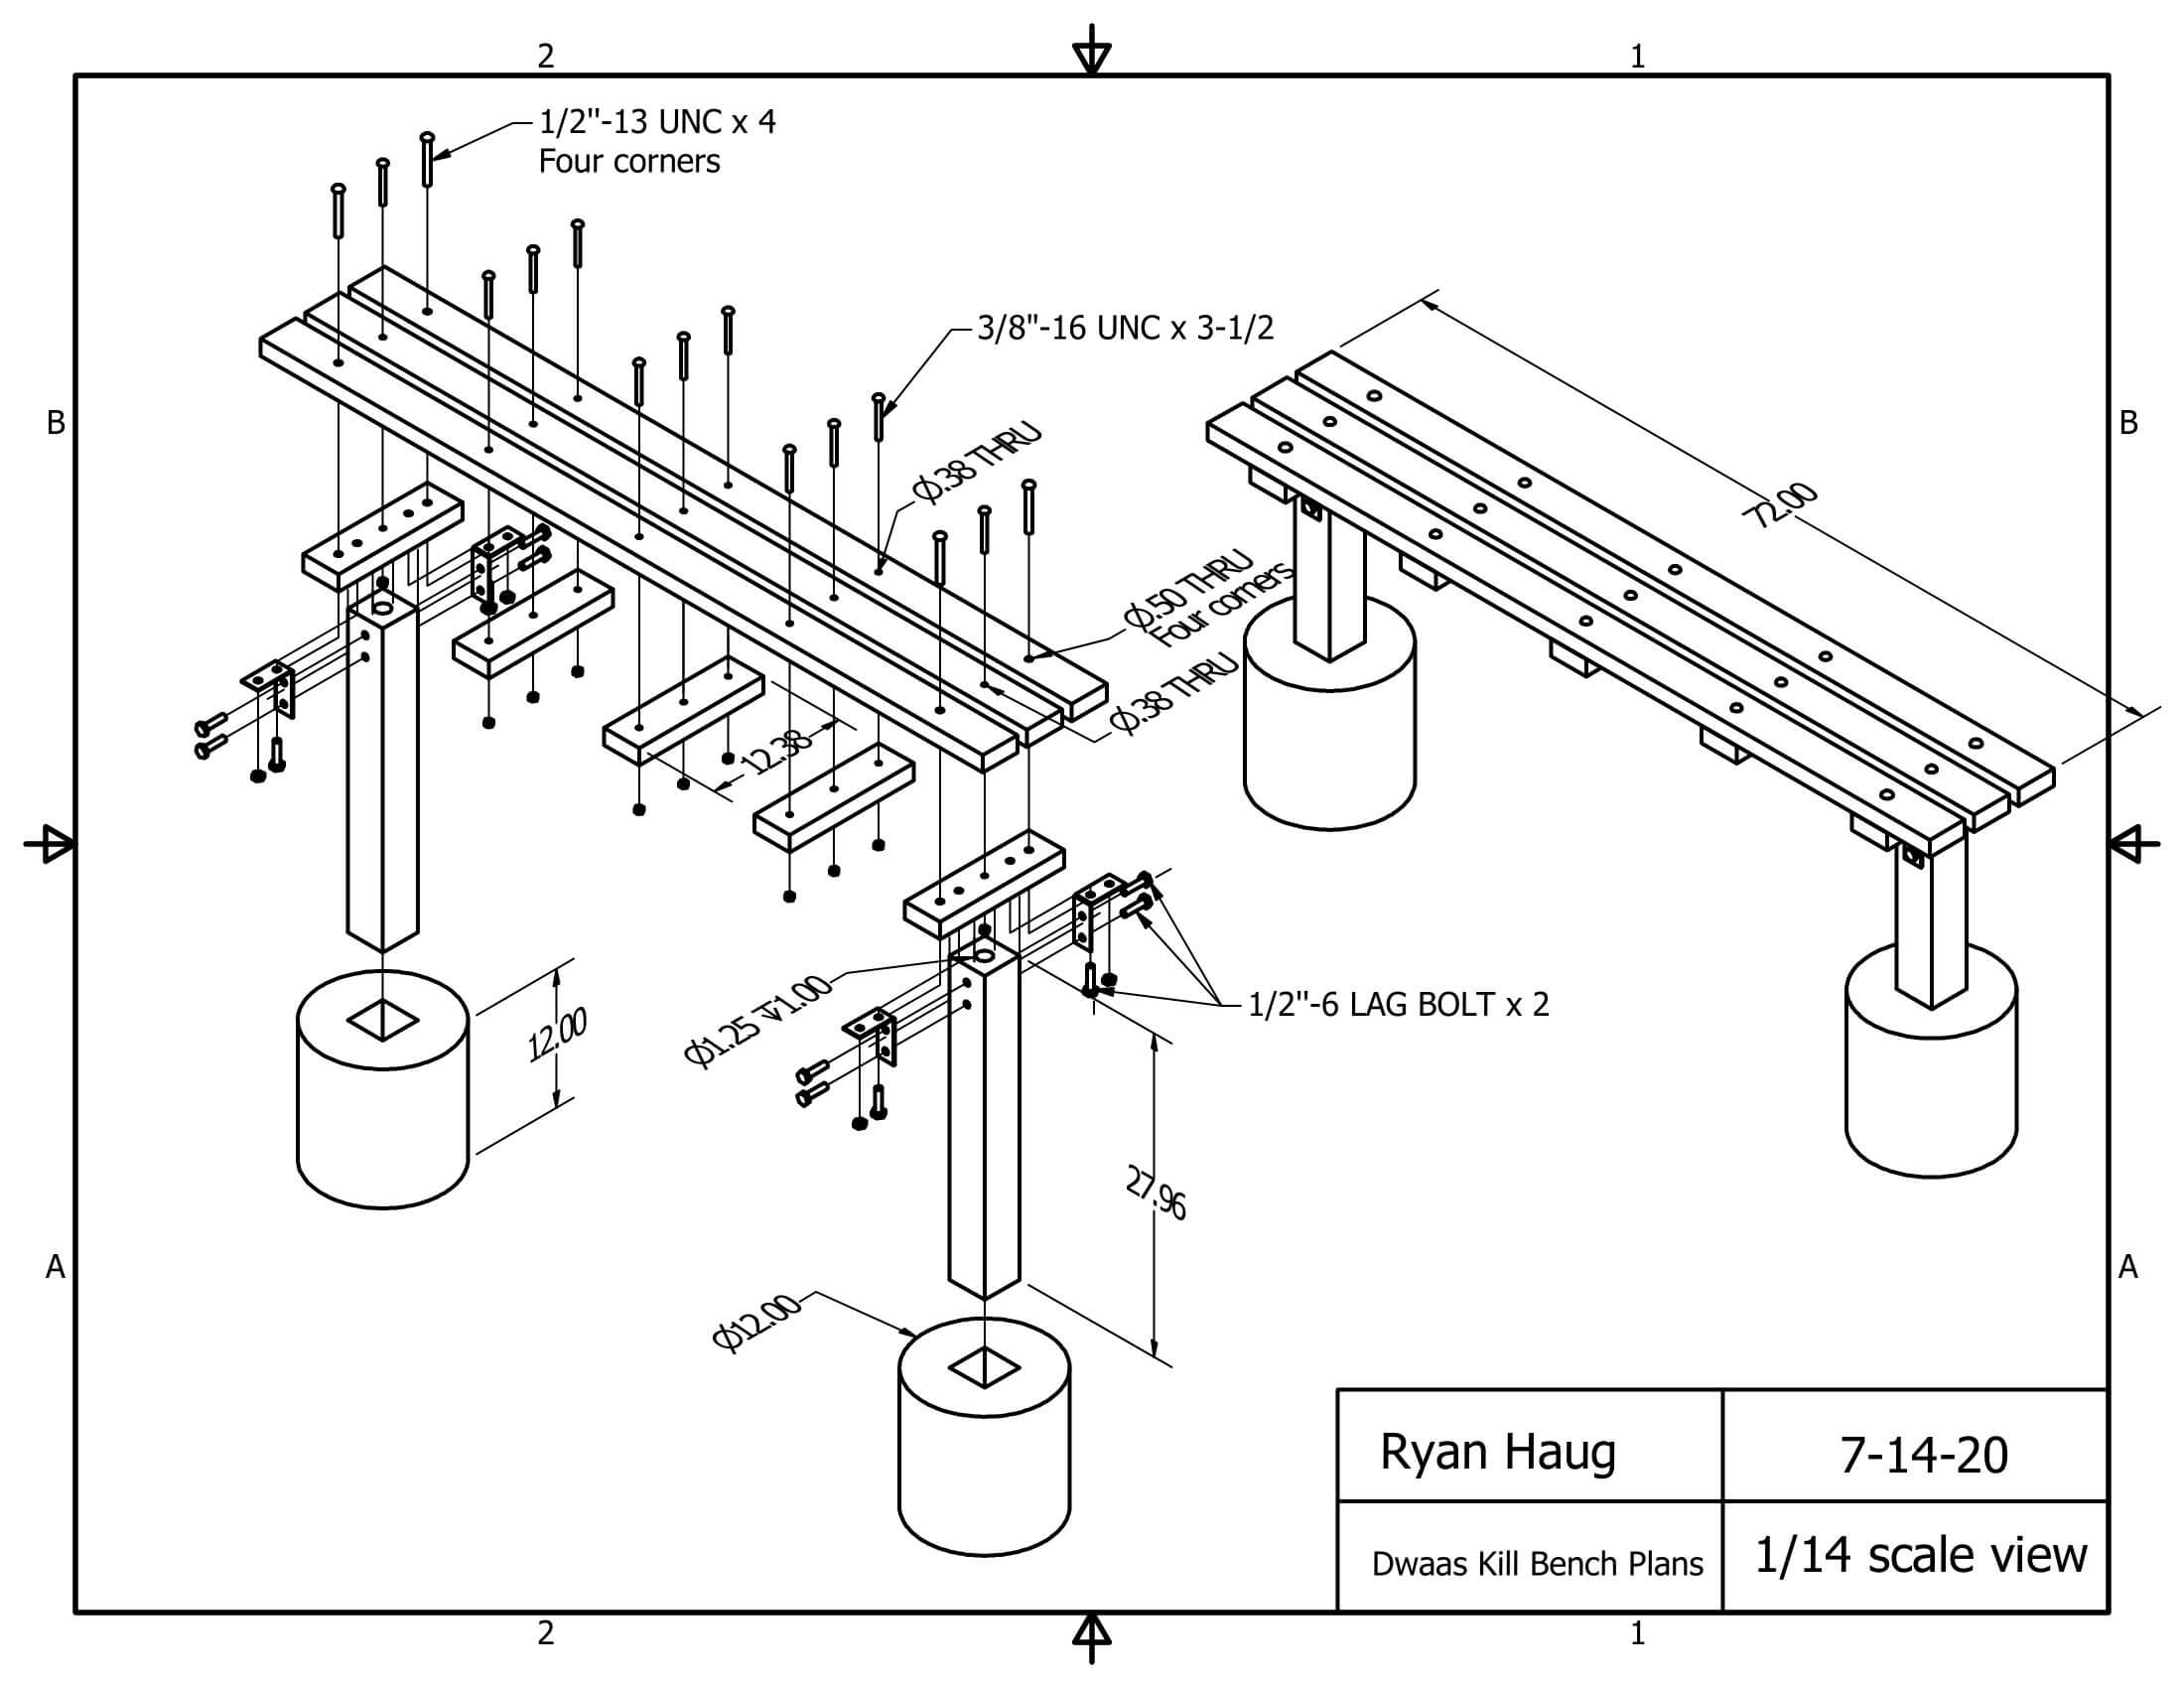 2
1
1/2"-13 UNC x 4
Four corners
3/8"-16 UNC x 3-1/2
B
B
⌀.38 THRU
72.00
⌀.50 THRU
Four corners
⌀.38 THRU
12.38
⌀1.25 ↧1.00
12.00
1/2"-6 LAG BOLT x 2
27.96
A
A
⌀12.00
Ryan Haug
7-14-20
Dwaas Kill Bench Plans
1/14 scale view
2
1